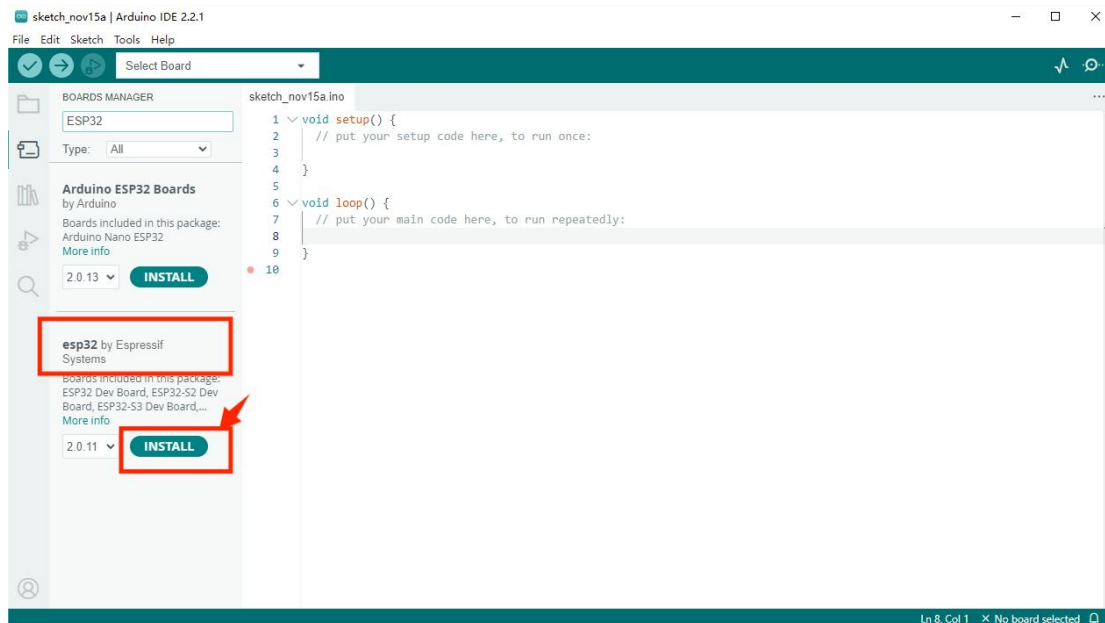 sketch_nov15a | Arduino IDE 2.2.1
File Edit Sketch Tools Help
Select Board
BOARDS MANAGER
ESP32
Type: All
Arduino ESP32 Boards
by Arduino
Boards included in this package:
Arduino Nano ESP32
More info
2.0.13 INSTALL
esp32 by Espressif
Systems
Boards included in this package:
ESP32 Dev Board, ESP32-S2 Dev
Board, ESP32-S3 Dev Board,...
More info
2.0.11 INSTALL
sketch_nov15a.ino
...
1 void setup() {
2 // put your setup code here, to run once:
3
4 }
5
6 void loop() {
7 // put your main code here, to run repeatedly:
8
9 }
10
Ln 8, Col 1 × No board selected